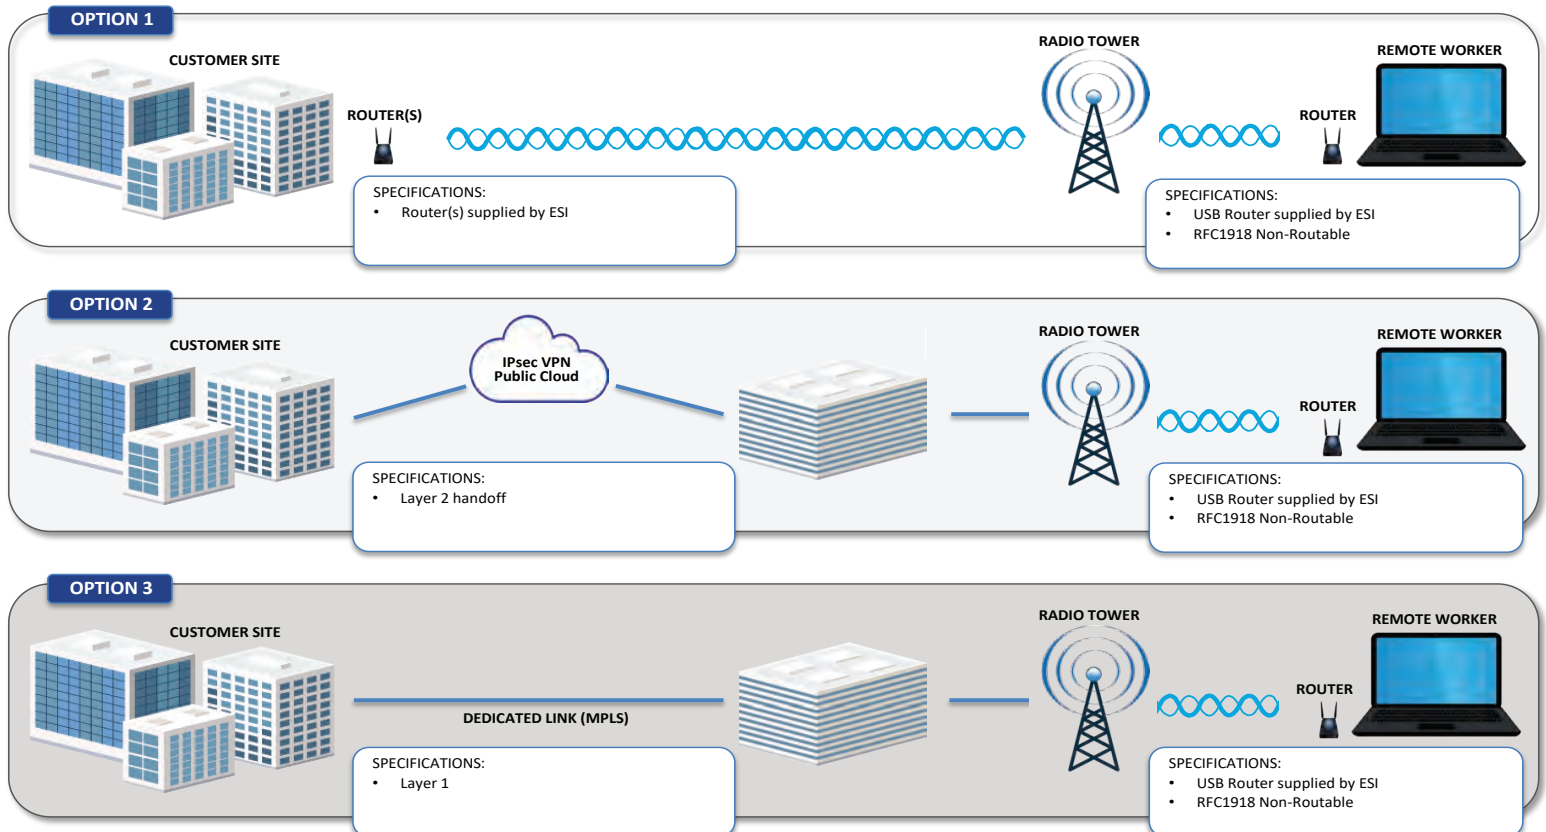 OPTION 1
CUSTOMER SITE
ROUTER(S)
RADIO TOWER
ROUTER
REMOTE WORKER
SPECIFICATIONS:
• Router(s) supplied by ESI
SPECIFICATIONS:
• USB Router supplied by ESI
• RFC1918 Non-Routable
OPTION 2
CUSTOMER SITE
IPsec VPN
Public Cloud
RADIO TOWER
ROUTER
REMOTE WORKER
SPECIFICATIONS:
• Layer 2 handoff
SPECIFICATIONS:
• USB Router supplied by ESI
• RFC1918 Non-Routable
OPTION 3
CUSTOMER SITE
DEDICATED LINK (MPLS)
RADIO TOWER
ROUTER
REMOTE WORKER
SPECIFICATIONS:
• Layer 1
SPECIFICATIONS:
• USB Router supplied by ESI
• RFC1918 Non-Routable